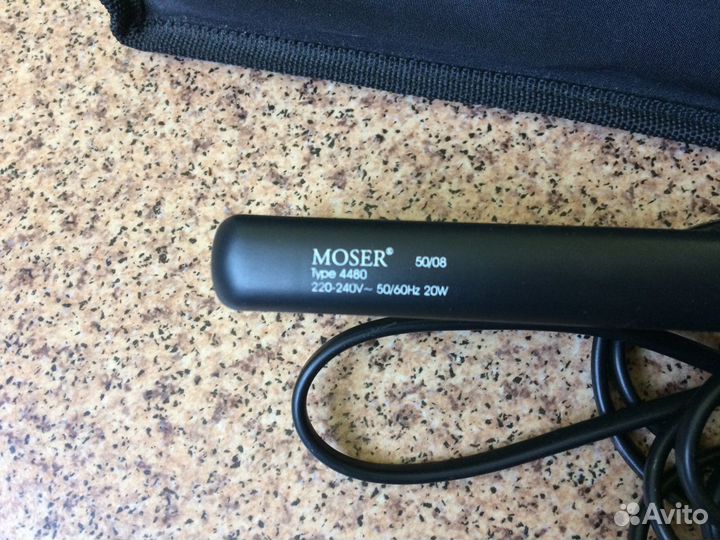 MOSER® 50/08
Type 4480
220-240V~ 50/60Hz 20W
Avito